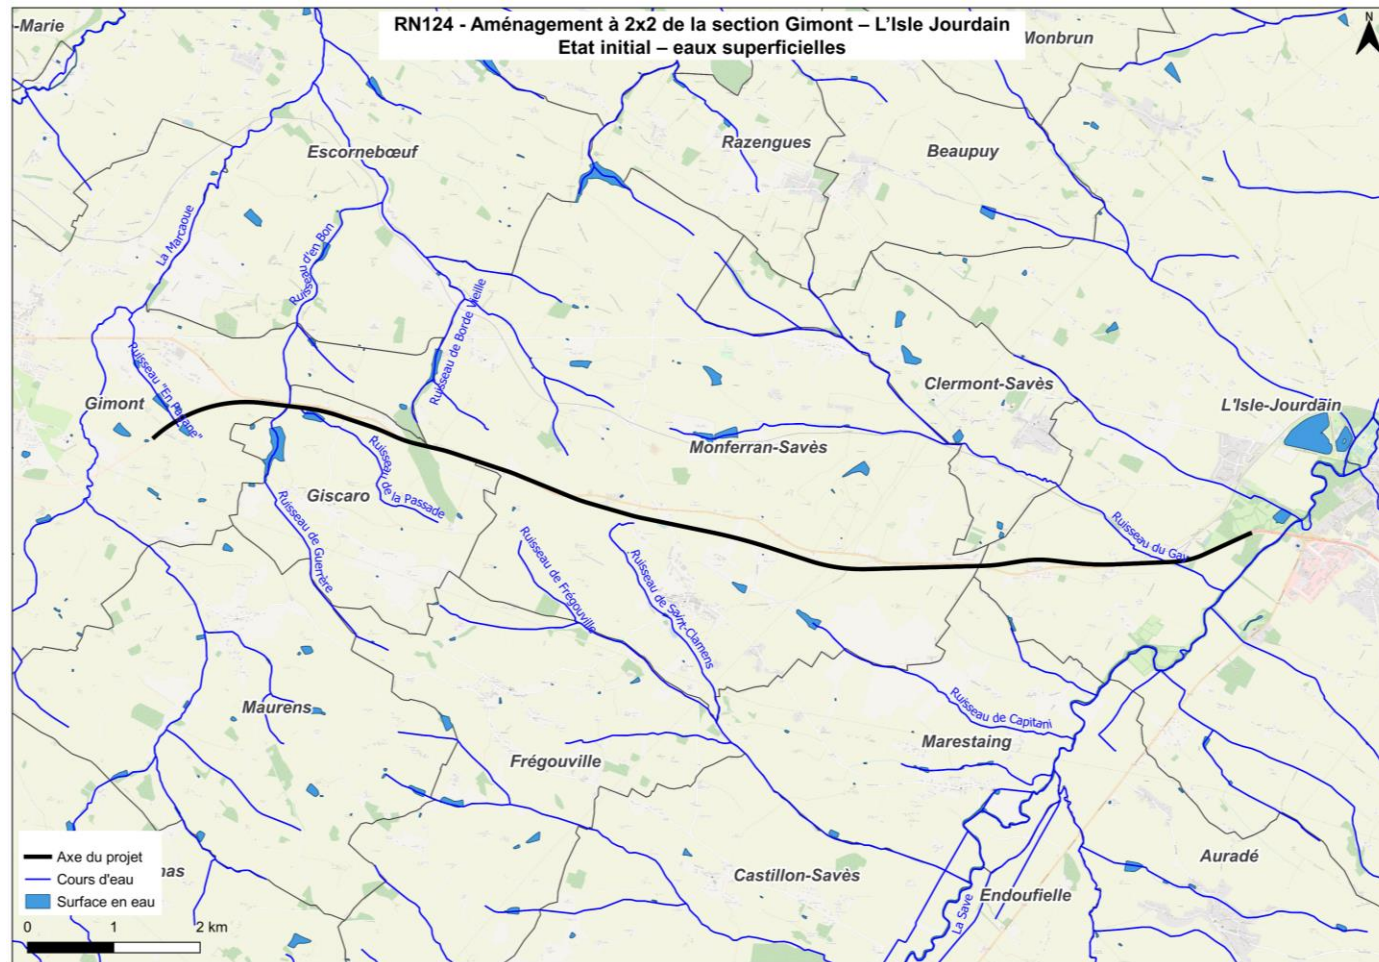 RN124 - Aménagement à 2x2 de la section Gimont – L'Isle Jourdain
Etat initial – eaux superficielles
N
-Marie
Monbrun
Escornebœuf
Razengues
Beaupuy
La Marcaoue
Ruisseau d'en Bon
Ruisseau de Borde Vieille
Ruisseau "En Payane"
Gimont
Clermont-Savès
L'Isle-Jourdain
Monferran-Savès
Ruisseau de la Passade
Giscaro
Ruisseau de Guerrère
Ruisseau de Frégouville
Ruisseau de Saint-Clamens
Ruisseau du Gay
Maurens
Ruisseau de Capitani
Marestaing
Frégouville
Auradé
Castillon-Savès
Endoufielle
La Save
Axe du projet
Cours d'eau
Surface en eau
nas
0 1 2 km